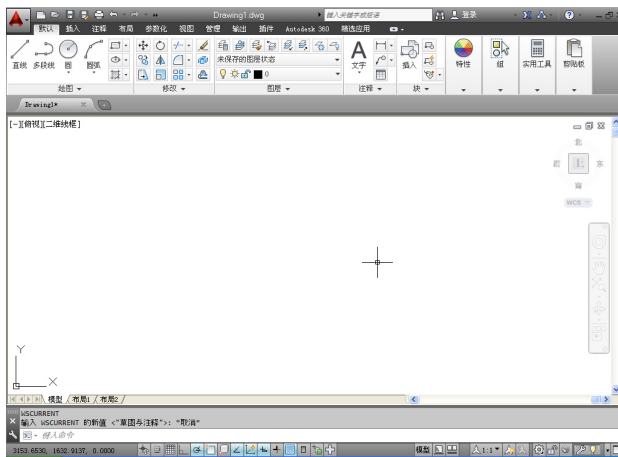 Drawing1.dwg 键入关键字或短语 登录
默认 插入 注释 布局 参数化 视图 管理 输出 插件 Autodesk 360 精选应用
未保存的图层状态
直线 多段线 圆 圆弧 文字 插入 特性 组 实用工具 剪贴板
0
绘图 修改 图层 注释 块
Drawing1*
[-][俯视][二维线框]
北
西 上 东
南
WCS
Y
X
模型 布局1 布局2
WSCURRENT
输入 WSCURRENT 的新值 <"草图与注释">: *取消*
键入命令
3153.6530, 1632.9137, 0.0000 模型 1:1